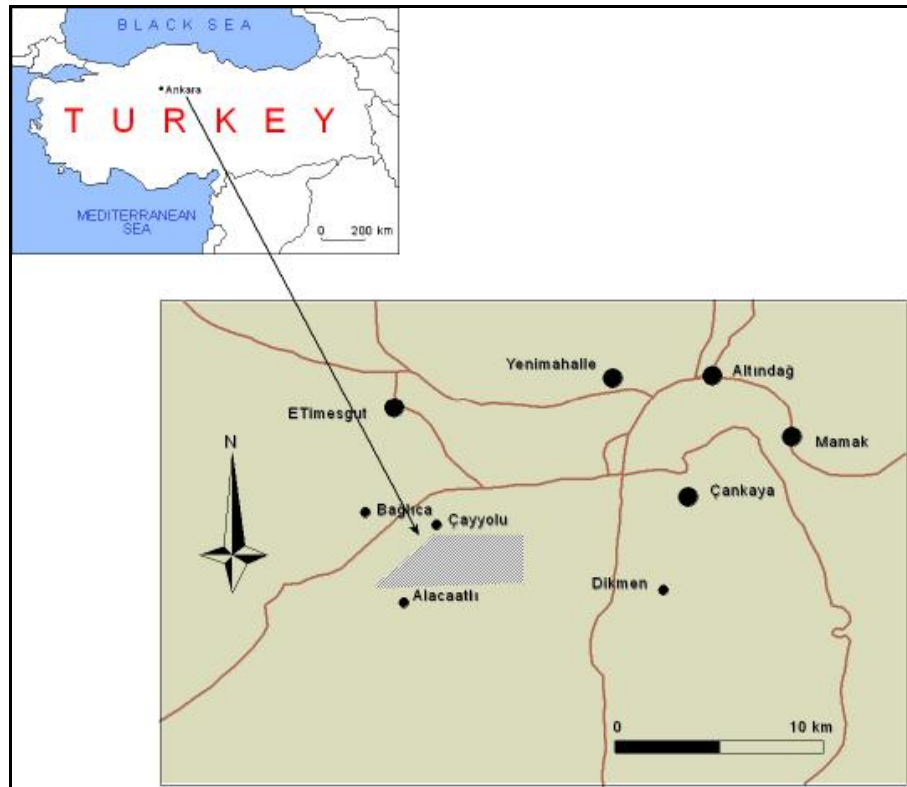 BLACK SEA
Ankara
TURKEY
MEDITERRANEAN
SEA
0 200 km
Yenimahalle
Altındağ
ETimesgut
Mamak
N
Çankaya
Bağlıca
Çayyolu
Dikmen
Alacaatlı
0 10 km